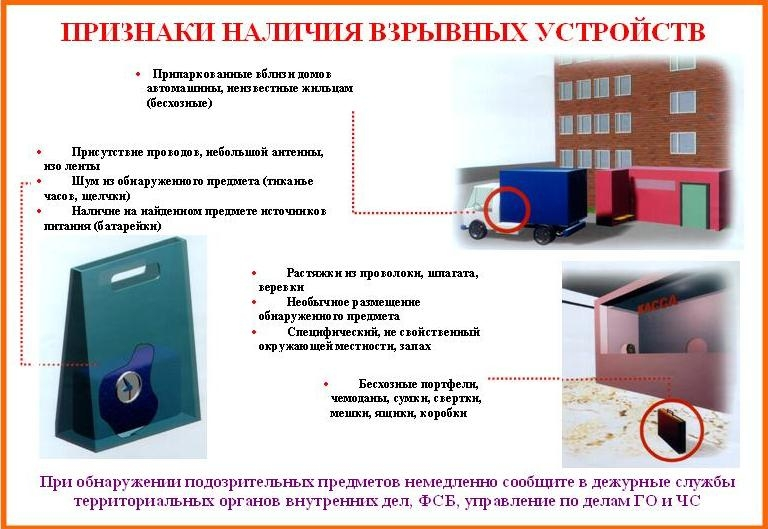 ПРИЗНАКИ НАЛИЧИЯ ВЗРЫВНЫХ УСТРОЙСТВ
• Припаркованные вблизи домов
автомашины, неизвестные жильцам
(бесхозные)
• Присутствие проводов, небольшой антенны,
изо ленты
• Шум из обнаруженного предмета (тиканье
часов, щелчки)
• Наличие на найденном предмете источников
питания (батарейки)
• Растяжки из проволоки, шпагата,
веревки
• Необычное размещение
обнаруженного предмета
• Специфический, не свойственный
окружающей местности, запах
КАССА
• Бесхозные портфели,
чемоданы, сумки, свертки,
мешки, ящики, коробки
При обнаружении подозрительных предметов немедленно сообщите в дежурные службы
территориальных органов внутренних дел, ФСБ, управление по делам ГО и ЧС